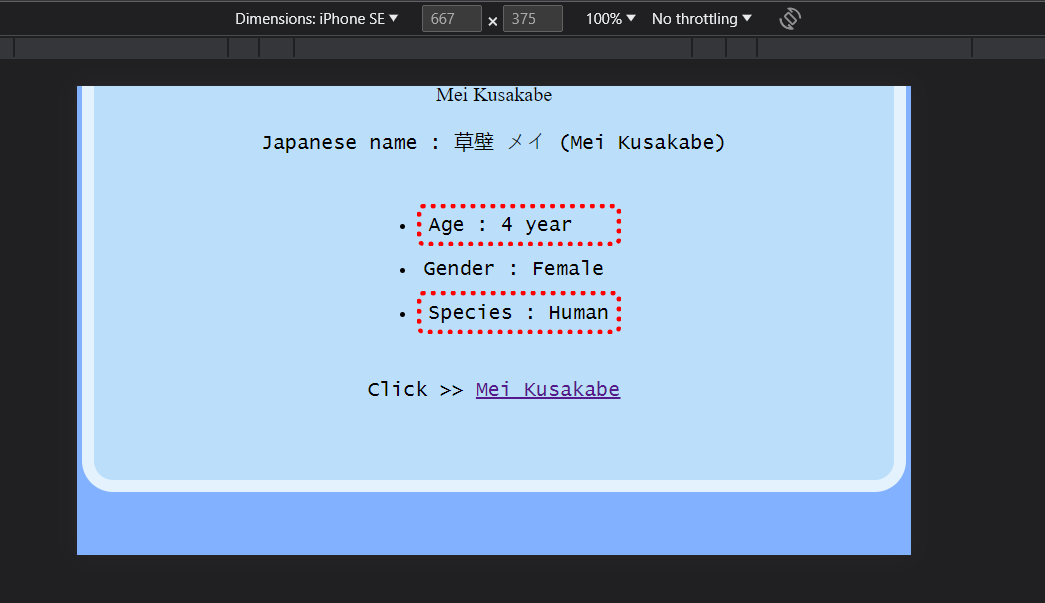 Dimensions: iPhone SE ▼ 667 × 375 100% ▼ No throttling ▼
Mei Kusakabe
Japanese name : 草壁 メイ (Mei Kusakabe)
• Age : 4 year
• Gender : Female
• Species : Human
Click >> Mei Kusakabe